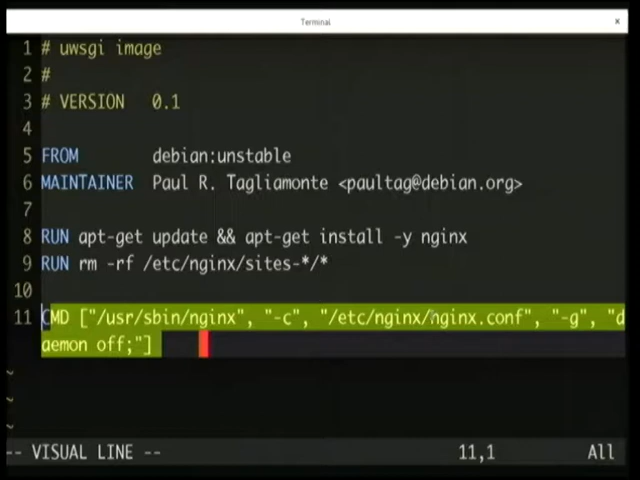 Terminal
1 # uwsgi image
2 #
3 # VERSION 0.1
4
5 FROM debian:unstable
6 MAINTAINER Paul R. Tagliamonte <paultag@debian.org>
7
8 RUN apt-get update && apt-get install -y nginx
9 RUN rm -rf /etc/nginx/sites-*/*
10
11 CMD ["/usr/sbin/nginx", "-c", "/etc/nginx/nginx.conf", "-g", "d
aemon off;"]
~
~
~
-- VISUAL LINE -- 11,1 All